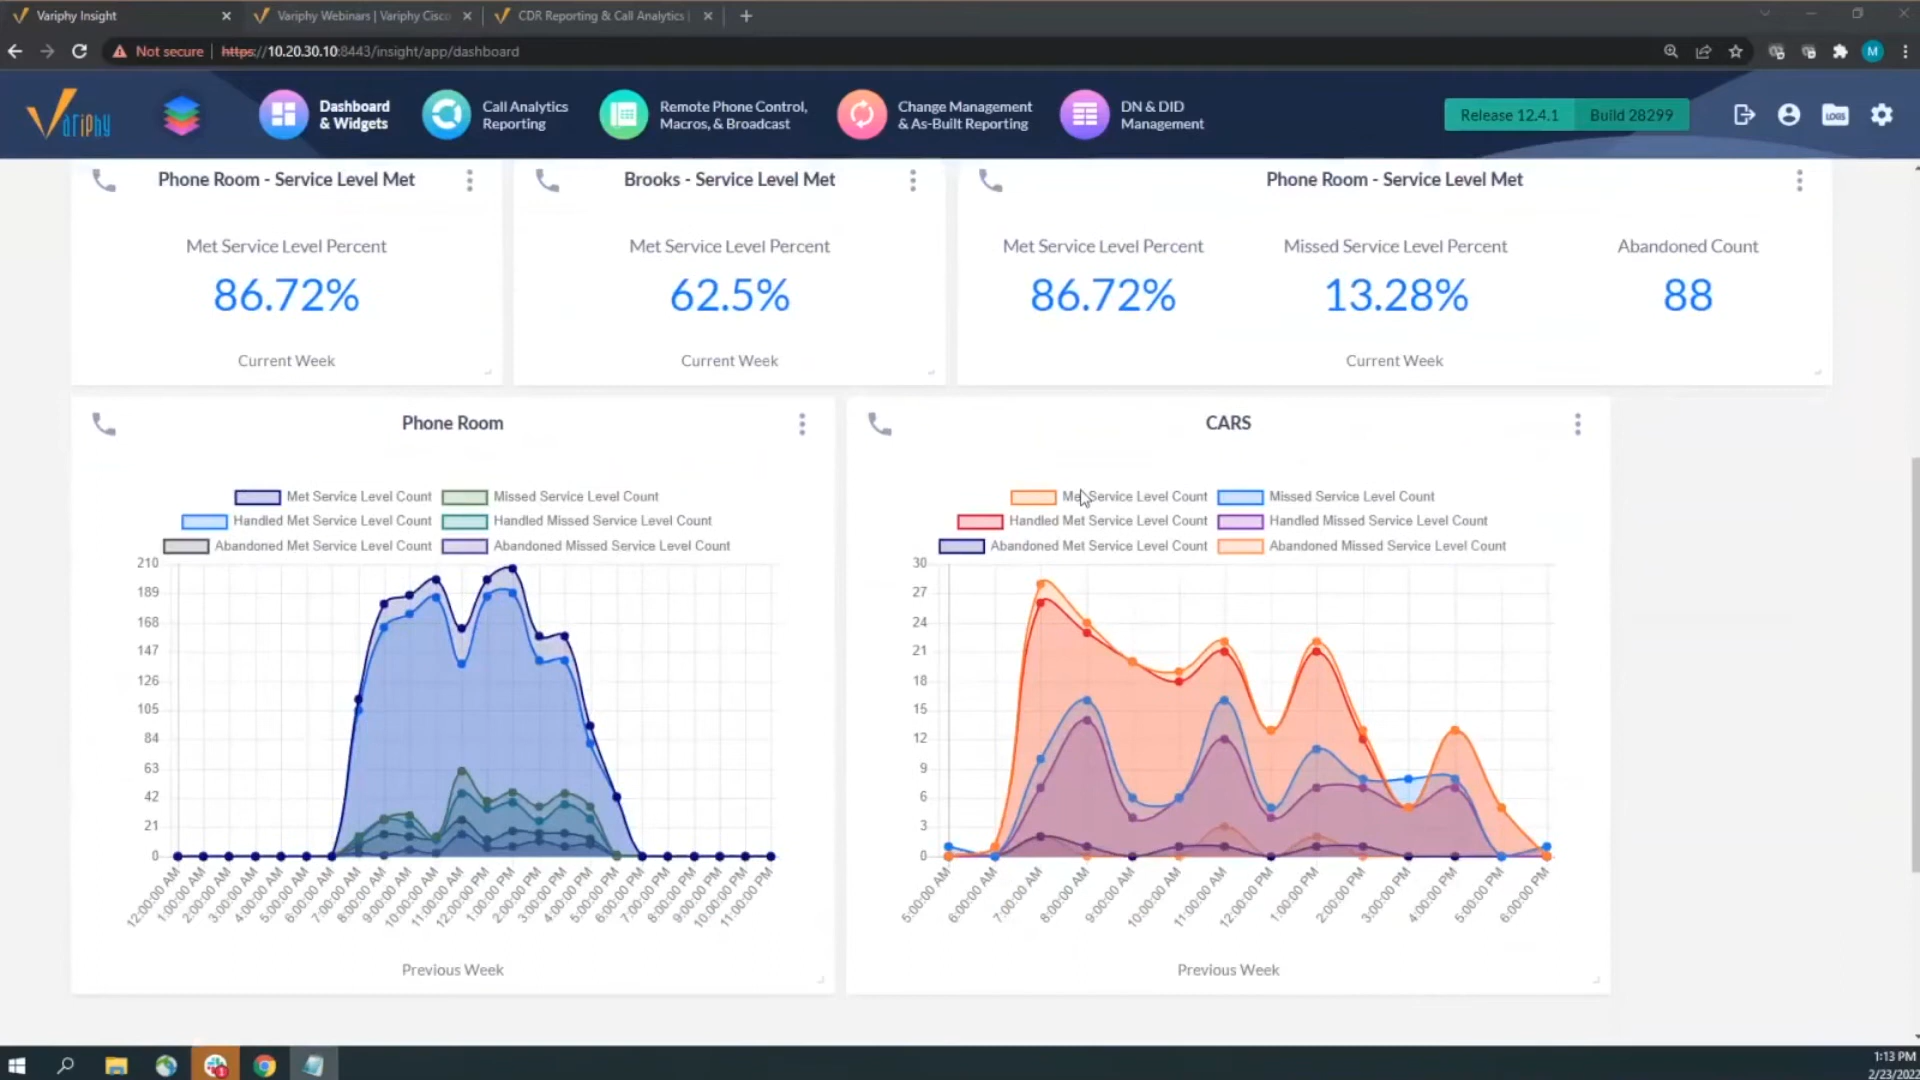 Variphy Insight
Variphy Webinars | Variphy Cisco
CDR Reporting & Call Analytics |
Not secure | https://10.20.30.10:8443/insight/app/dashboard
M
Variphy
Dashboard
& Widgets
Call Analytics
Reporting
Remote Phone Control,
Macros, & Broadcast
Change Management
& As-Built Reporting
DN & DID
Management
Release 12.4.1
Build 28299
LOGS
Phone Room - Service Level Met
Met Service Level Percent
86.72%
Current Week
Brooks - Service Level Met
Met Service Level Percent
62.5%
Current Week
Phone Room - Service Level Met
Met Service Level Percent
Missed Service Level Percent
Abandoned Count
86.72%
13.28%
88
Current Week
Phone Room
Met Service Level Count
Missed Service Level Count
Handled Met Service Level Count
Handled Missed Service Level Count
Abandoned Met Service Level Count
Abandoned Missed Service Level Count
210
189
168
147
126
105
84
63
42
21
0
12:00:00 AM
1:00:00 AM
2:00:00 AM
3:00:00 AM
4:00:00 AM
5:00:00 AM
6:00:00 AM
7:00:00 AM
8:00:00 AM
9:00:00 AM
10:00:00 AM
11:00:00 AM
12:00:00 PM
1:00:00 PM
2:00:00 PM
3:00:00 PM
4:00:00 PM
5:00:00 PM
6:00:00 PM
7:00:00 PM
8:00:00 PM
9:00:00 PM
10:00:00 PM
11:00:00 PM
Previous Week
CARS
Met Service Level Count
Missed Service Level Count
Handled Met Service Level Count
Handled Missed Service Level Count
Abandoned Met Service Level Count
Abandoned Missed Service Level Count
30
27
24
21
18
15
12
9
6
3
0
5:00:00 AM
6:00:00 AM
7:00:00 AM
8:00:00 AM
9:00:00 AM
10:00:00 AM
11:00:00 AM
12:00:00 PM
1:00:00 PM
2:00:00 PM
3:00:00 PM
4:00:00 PM
5:00:00 PM
6:00:00 PM
Previous Week
1
1:13 PM
2/23/2022